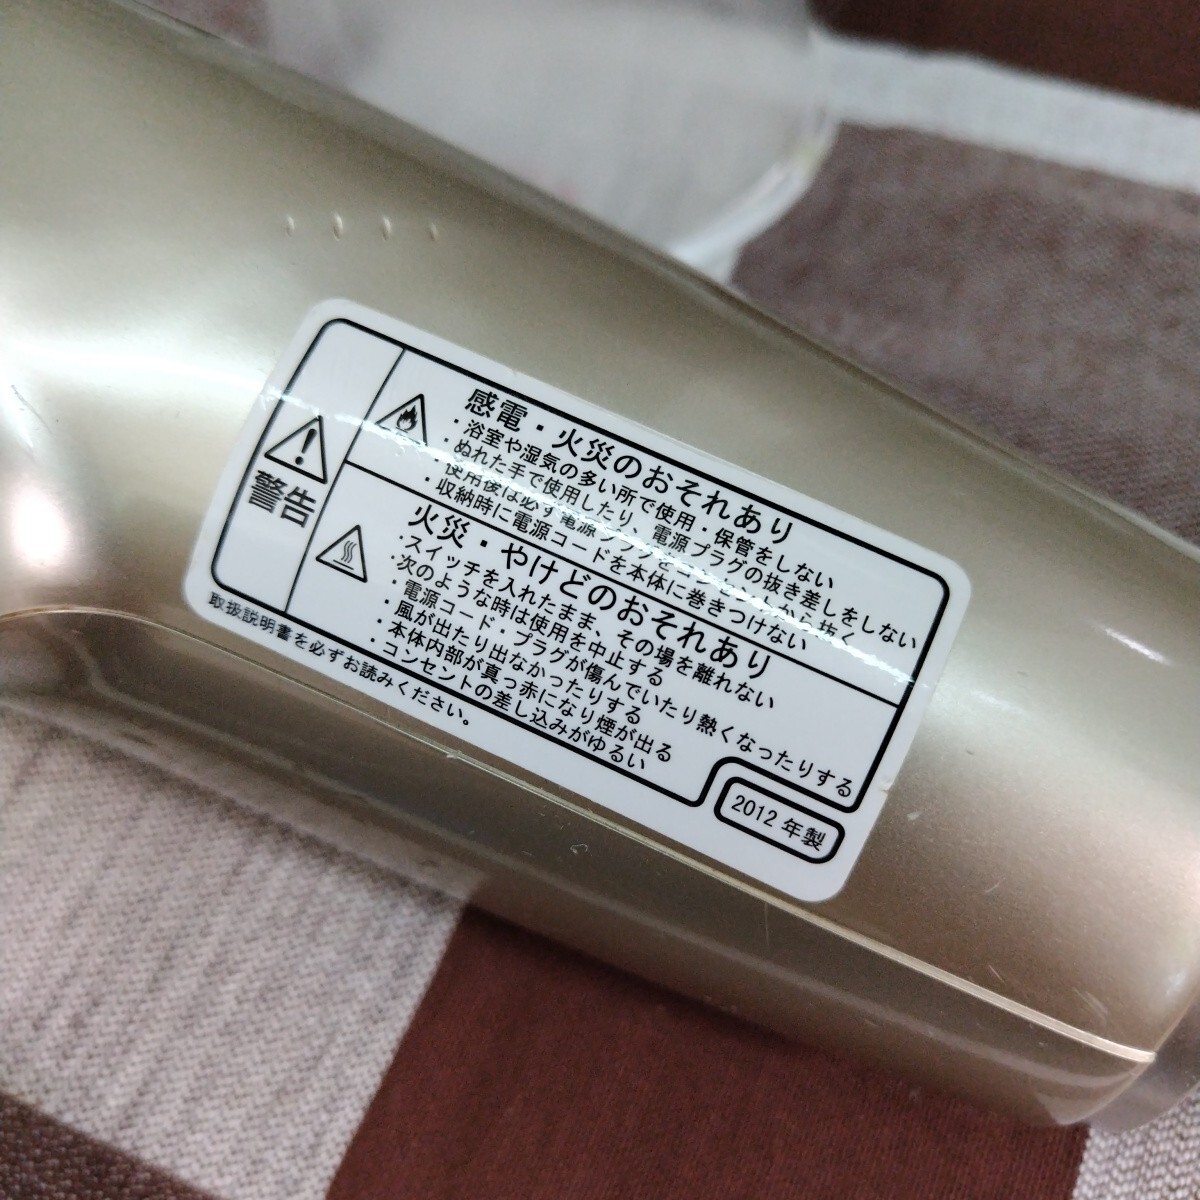 警告
感電・火災のおそれあり
・浴室や湿気の多い所で使用・保管をしない
・ぬれた手で使用したり、電源プラグの抜き差しをしない
・使用後は必ず電源プラグをコンセントから抜く
・収納時に電源コードを本体に巻きつけない
火災・やけどのおそれあり
・スイッチを入れたまま、その場を離れない
・次のような時は使用を中止する
・電源コード・プラグが傷んでいたり熱くなったりする
・風が出たり出なかったりする
・本体内部が真っ赤になり煙が出る
・コンセントの差し込みがゆるい
取扱説明書を必ずお読みください。
2012年製